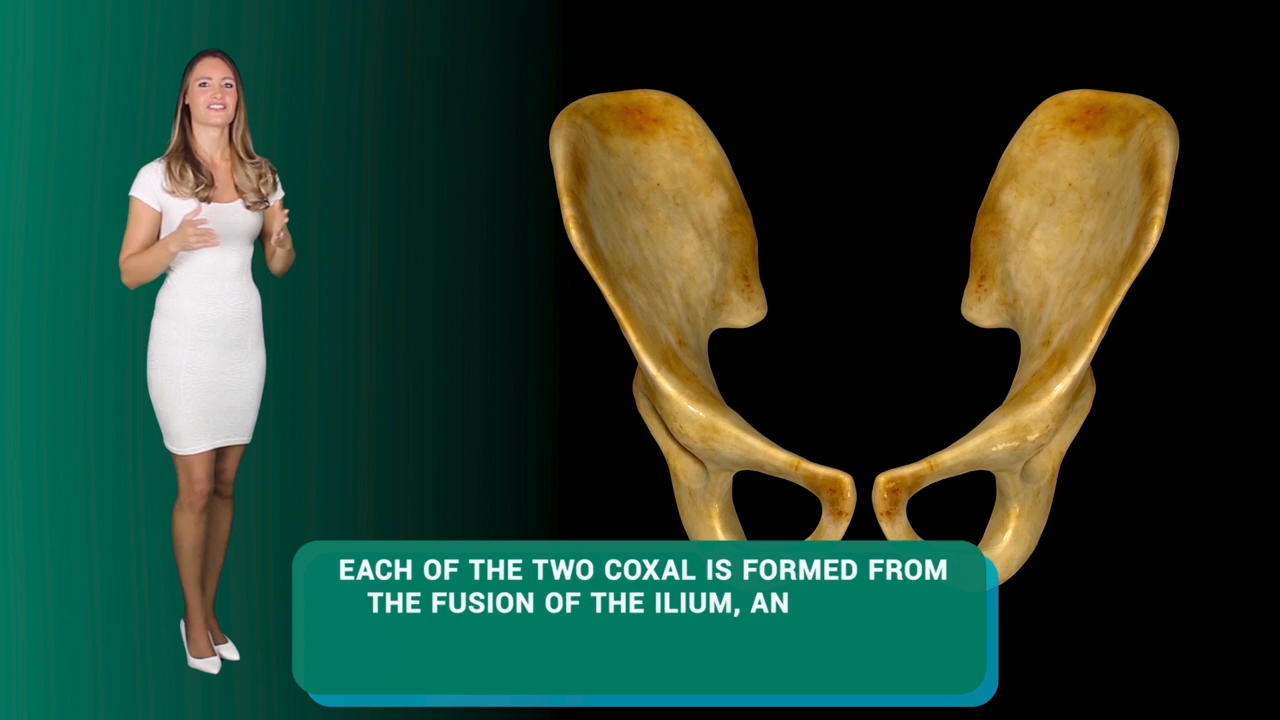 EACH OF THE TWO COXAL IS FORMED FROM
THE FUSION OF THE ILIUM, AN